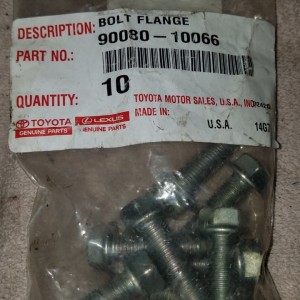 DESCRIPTION: BOLT FLANGE
PART NO.: 90080-10066
QUANTITY: 10
TOYOTA MOTOR SALES, U.S.A., INC.
TOYOTA LEXUS MADE IN:
GENUINE PARTS GENUINE PARTS U.S.A.